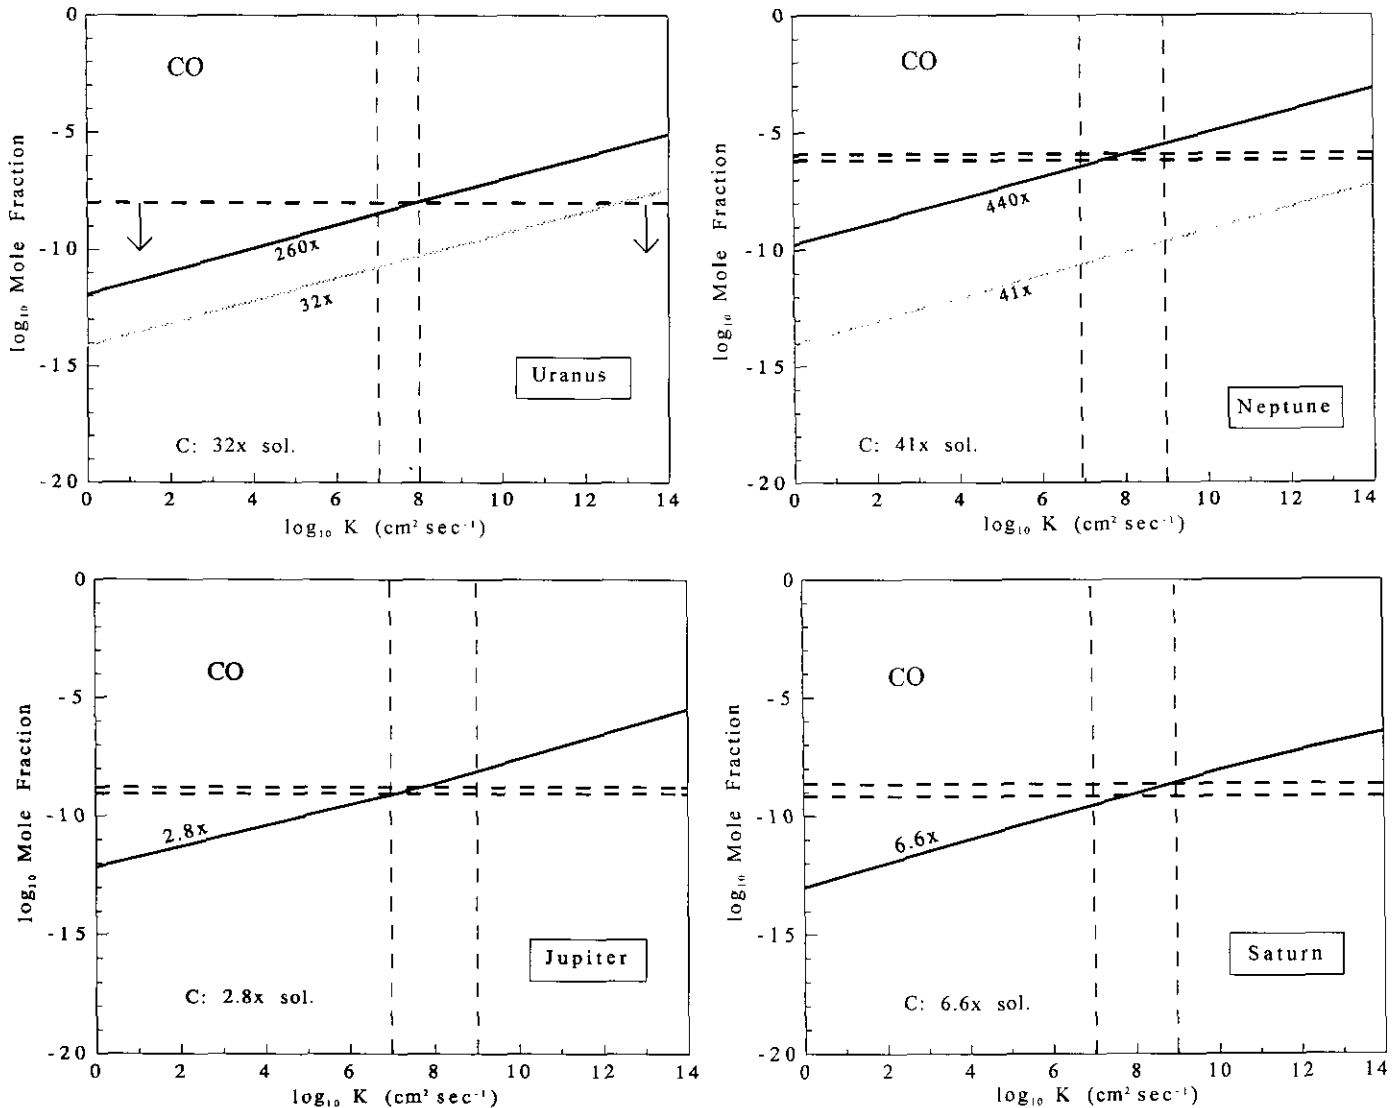 CO
260x
32x
Uranus
C: 32x sol.
0
-5
-10
-15
-20
0 2 4 6 8 10 12 14
log₁₀ Mole Fraction
log₁₀ K (cm² sec⁻¹)
CO
440x
41x
Neptune
C: 41x sol.
0
-5
-10
-15
-20
0 2 4 6 8 10 12 14
log₁₀ Mole Fraction
log₁₀ K (cm² sec⁻¹)
CO
2.8x
Jupiter
C: 2.8x sol.
0
-5
-10
-15
-20
0 2 4 6 8 10 12 14
log₁₀ Mole Fraction
log₁₀ K (cm² sec⁻¹)
CO
6.6x
Saturn
C: 6.6x sol.
0
-5
-10
-15
-20
0 2 4 6 8 10 12 14
log₁₀ Mole Fraction
log₁₀ K (cm² sec⁻¹)